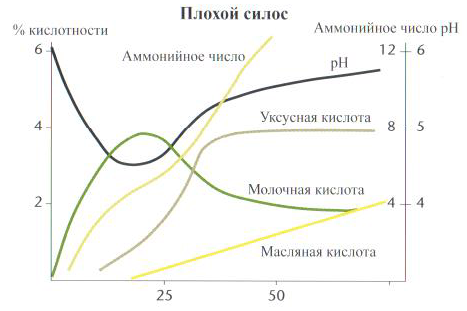 Плохой силос
% кислотности
Аммонийное число pH
6
12
6
Аммонийное число
pH
Уксусная кислота
4
8
5
Молочная кислота
2
4
4
Масляная кислота
25
50